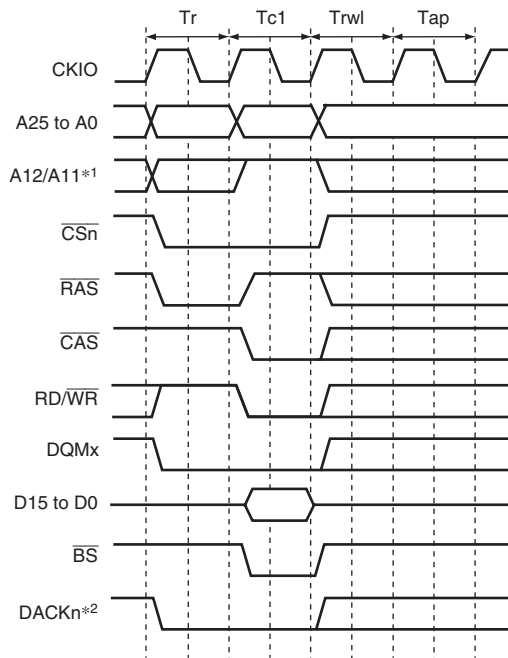 Tr Tc1 Trwl Tap
CKIO
A25 to A0
A12/A11*1
CSn
RAS
CAS
RD/WR
DQMx
D15 to D0
BS
DACKn*2